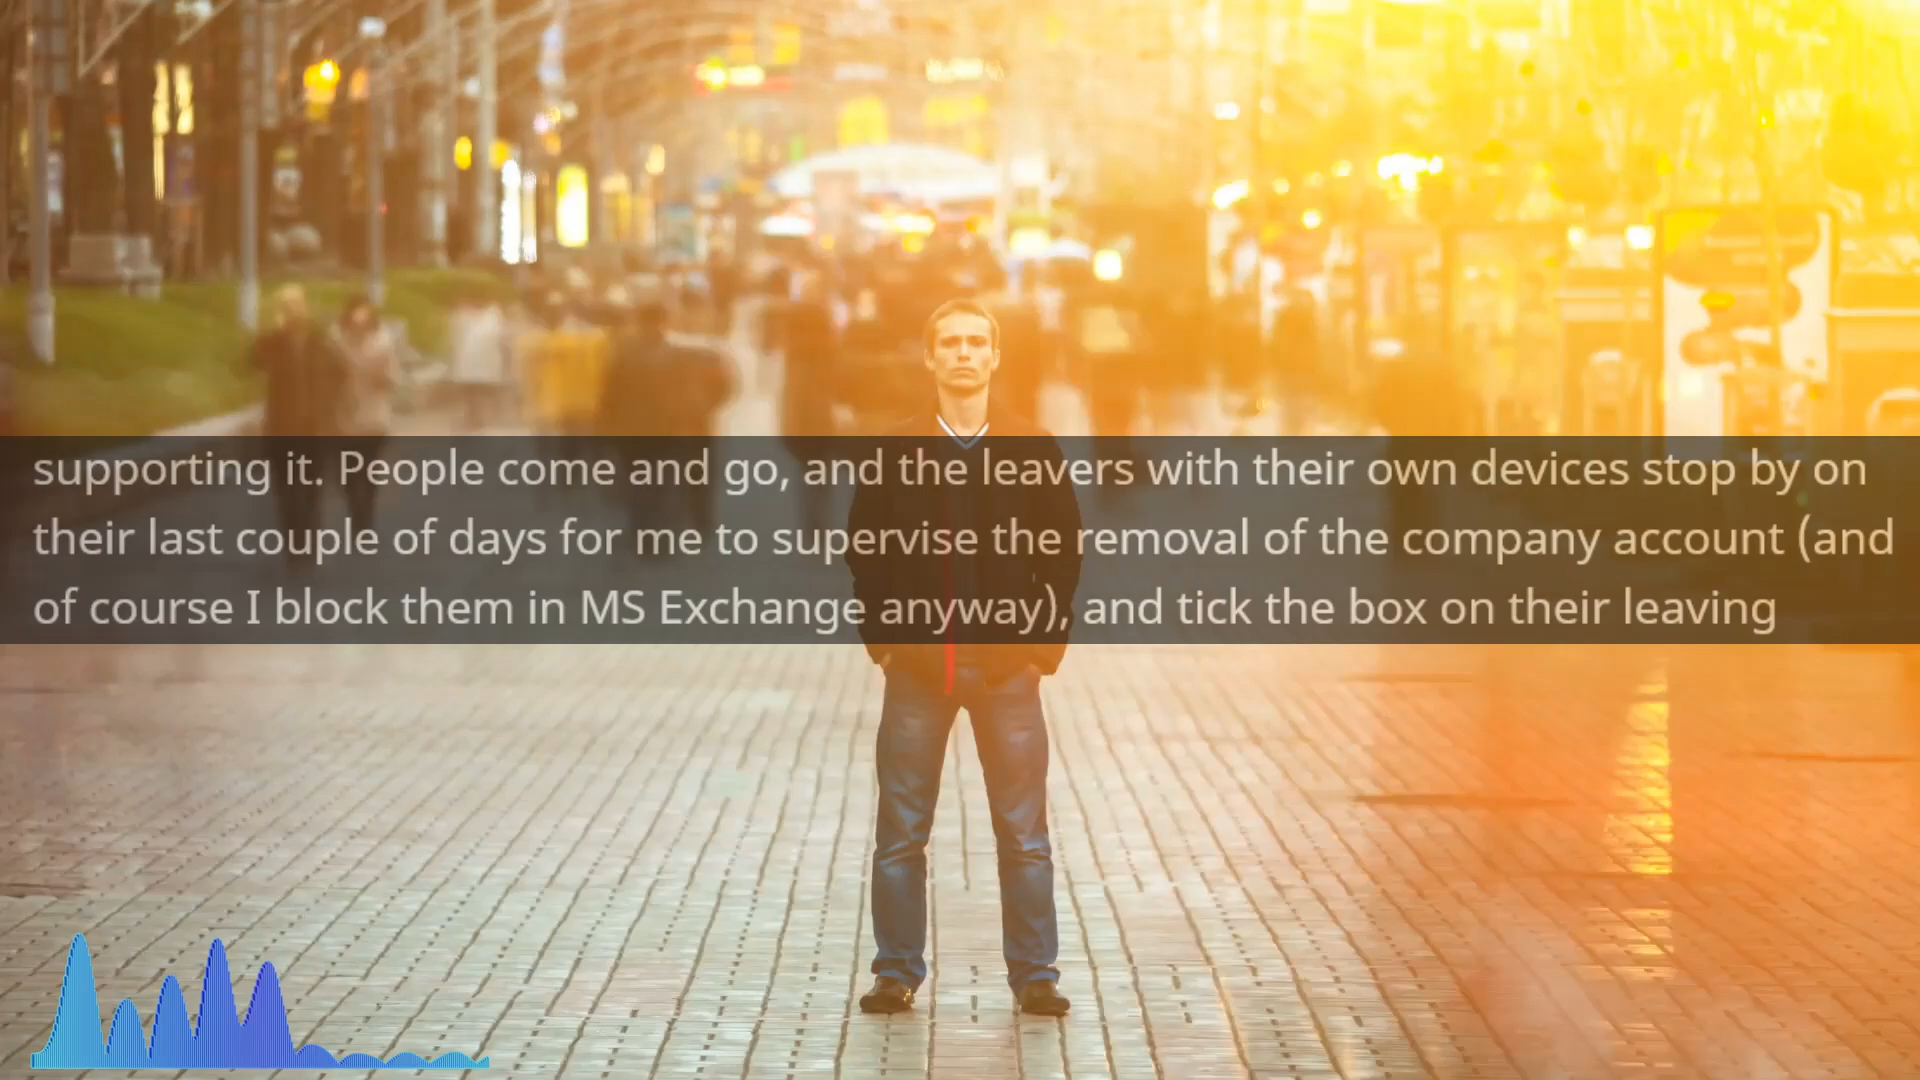 supporting it. People come and go, and the leavers with their own devices stop by on
their last couple of days for me to supervise the removal of the company account (and
of course I block them in MS Exchange anyway), and tick the box on their leaving